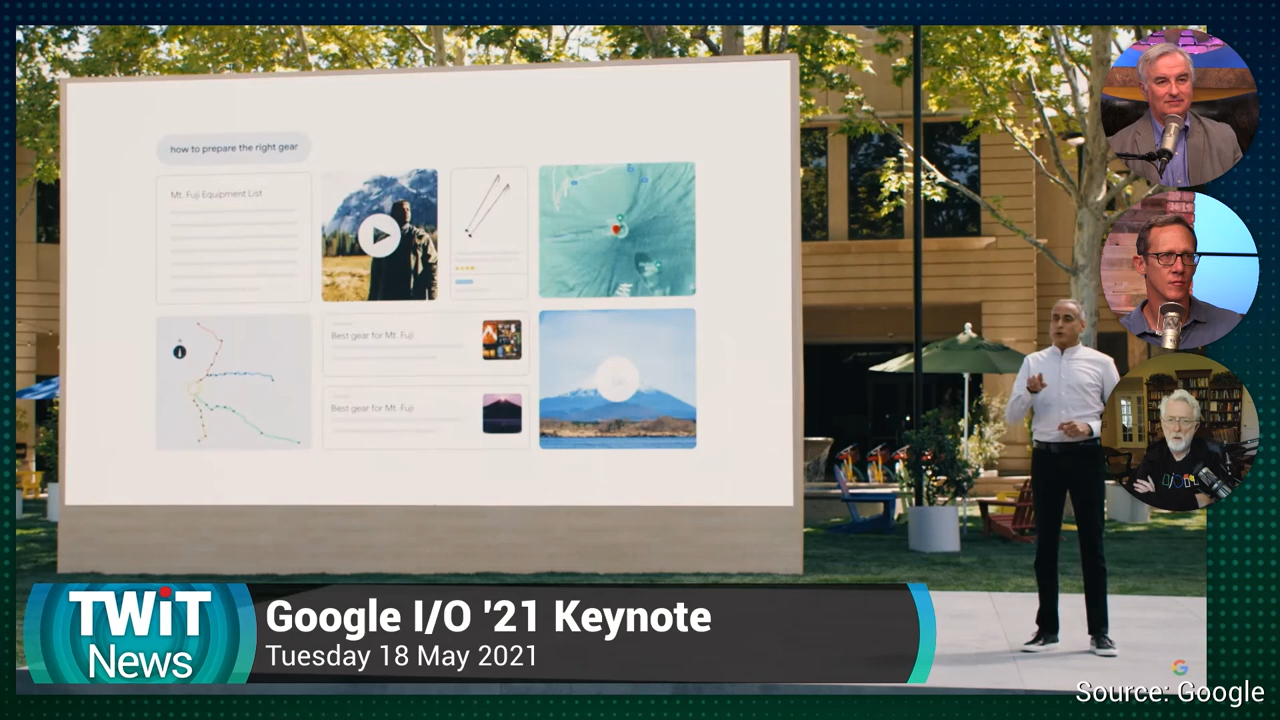 how to prepare the right gear
Mt. Fuji Equipment List
Best gear for Mt. Fuji
Best gear for Mt. Fuji
TWiT
News
Google I/O '21 Keynote
Tuesday 18 May 2021
G
Source: Google